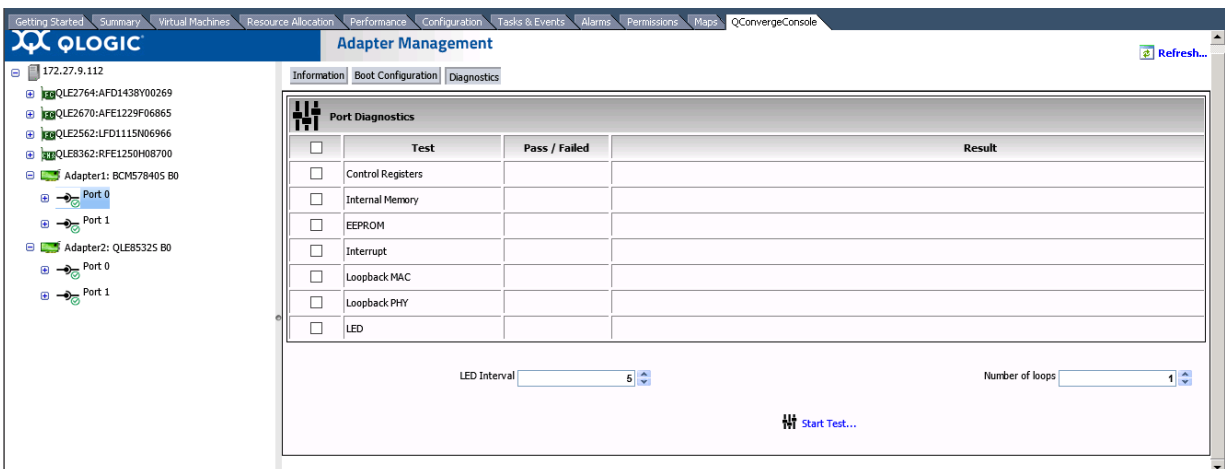 Getting Started Summary Virtual Machines Resource Allocation Performance Configuration Tasks & Events Alarms Permissions Maps QConvergeConsole
QLOGIC
Adapter Management
Refresh...
172.27.9.112
QLE2764:AFD1438Y00269
QLE2670:AFE1229F06865
QLE2562:LFD1115N06966
QLE8362:RFE1250H08700
Adapter1: BCM57840S B0
Port 0
Port 1
Adapter2: QLE8532S B0
Port 0
Port 1
Information Boot Configuration Diagnostics
Port Diagnostics
Test Pass / Failed Result
Control Registers
Internal Memory
EEPROM
Interrupt
Loopback MAC
Loopback PHY
LED
LED Interval 5 Number of loops 1
Start Test...